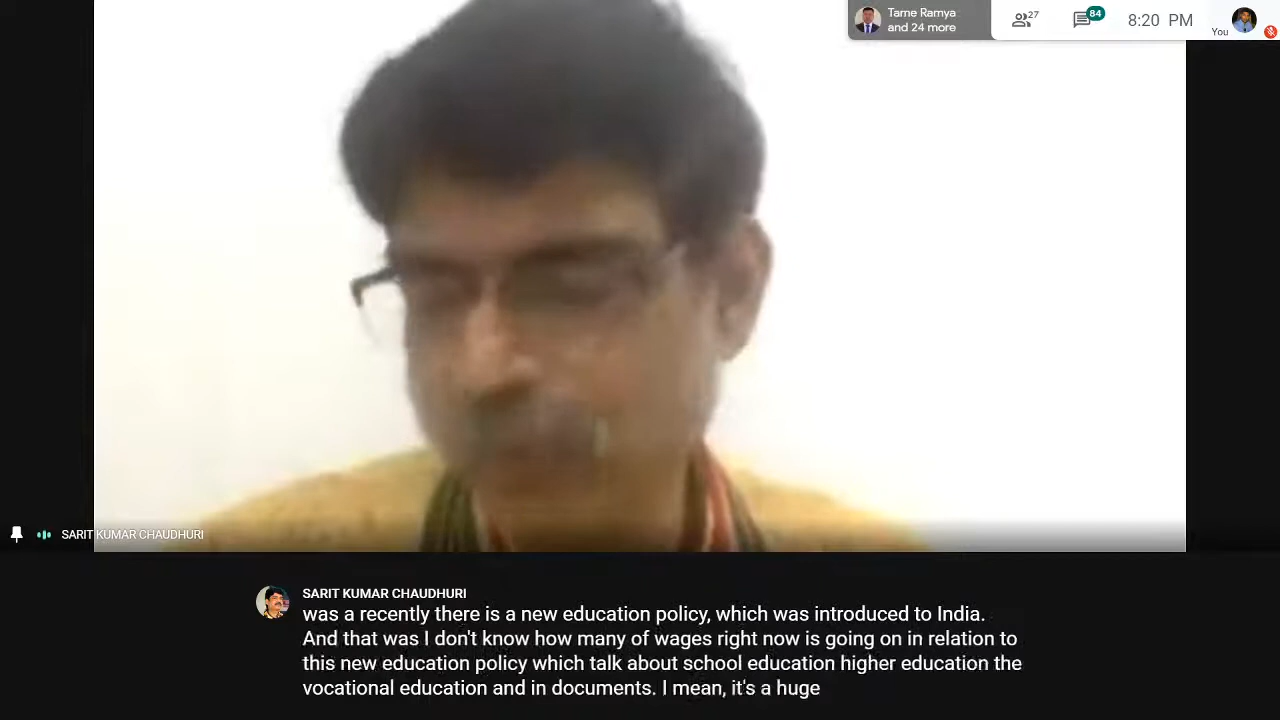 Tame Ramya
and 24 more
27
84
8:20 PM
You
SARIT KUMAR CHAUDHURI
SARIT KUMAR CHAUDHURI
was a recently there is a new education policy, which was introduced to India.
And that was I don't know how many of wages right now is going on in relation to
this new education policy which talk about school education higher education the
vocational education and in documents. I mean, it's a huge